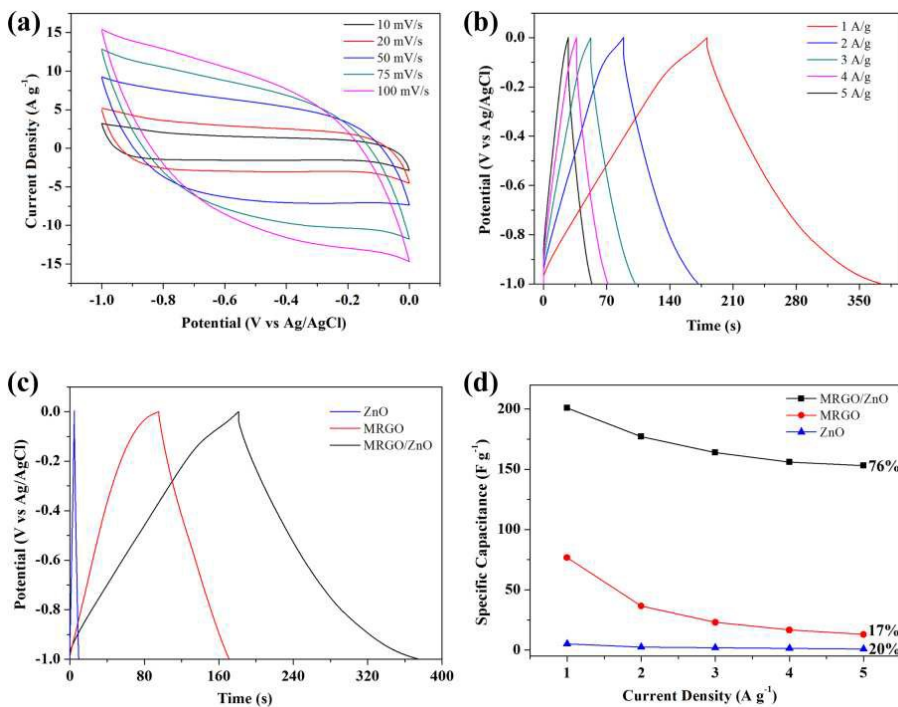 (a)
10 mV/s
20 mV/s
50 mV/s
75 mV/s
100 mV/s
15
10
5
0
-5
-10
-15
Current Density (A g-1)
-1.0 -0.8 -0.6 -0.4 -0.2 0.0
Potential (V vs Ag/AgCl)
(b)
1 A/g
2 A/g
3 A/g
4 A/g
5 A/g
0.0
-0.2
-0.4
-0.6
-0.8
-1.0
Potential (V vs Ag/AgCl)
0 70 140 210 280 350
Time (s)
(c)
ZnO
MRGO
MRGO/ZnO
0.0
-0.2
-0.4
-0.6
-0.8
-1.0
Potential (V vs Ag/AgCl)
0 80 160 240 320 400
Time (s)
(d)
MRGO/ZnO
MRGO
ZnO
200
150
100
50
0
Specific Capacitance (F g-1)
76%
17%
20%
1 2 3 4 5
Current Density (A g-1)